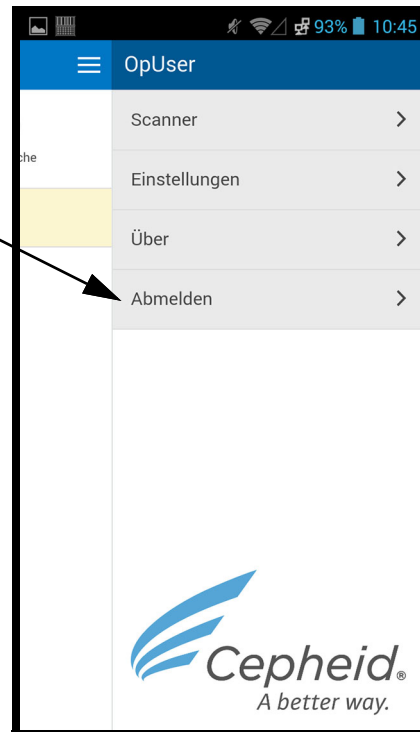 93% 10:45
OpUser
Scanner
che
Einstellungen
Über
Abmelden
Cepheid®
A better way.